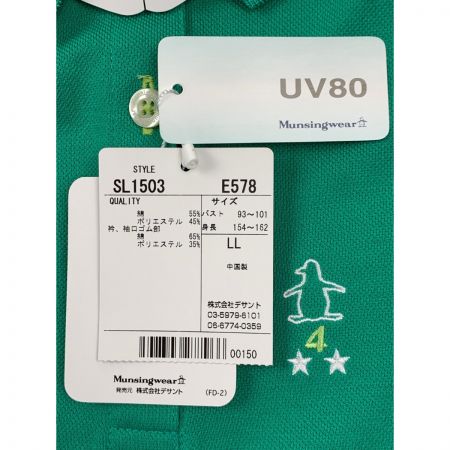 UV80
Munsingwear
STYLE
SL1503 E578
QUALITY サイズ
綿 55% バスト 93~101
ポリエステル 45% 身長 154~162
衿、袖口ゴム部
綿 65% LL
ポリエステル 35%
中国製
株式会社デサント
03-5979-6101
06-6774-0359
00150
4
Munsingwear
発売元 株式会社デサント
(FD-2)